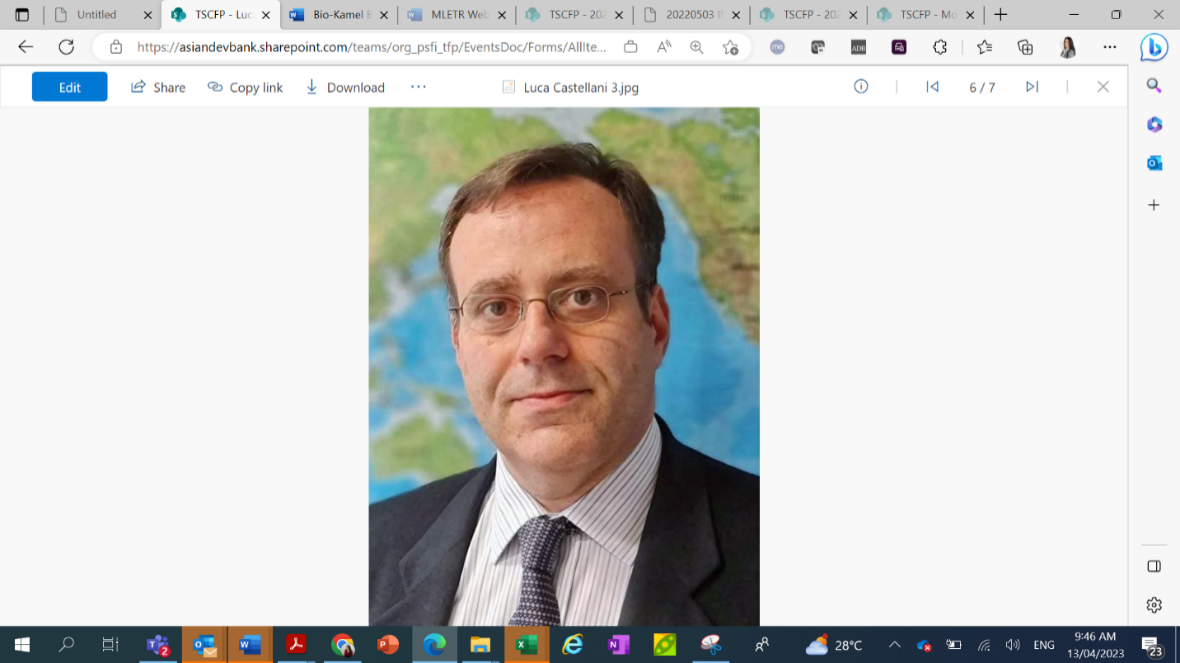 Untitled
TSCFP - Luc
Bio-Kamel E
MLETR Web
TSCFP - 202
20220503 I
TSCFP - 202
TSCFP - Mo
https://asiandevbank.sharepoint.com/teams/org_psfi_tfp/EventsDoc/Forms/AllIte...
ADB
Edit
Share
Copy link
Download
Luca Castellani 3.jpg
6 / 7
28°C
ENG
9:46 AM
13/04/2023
23